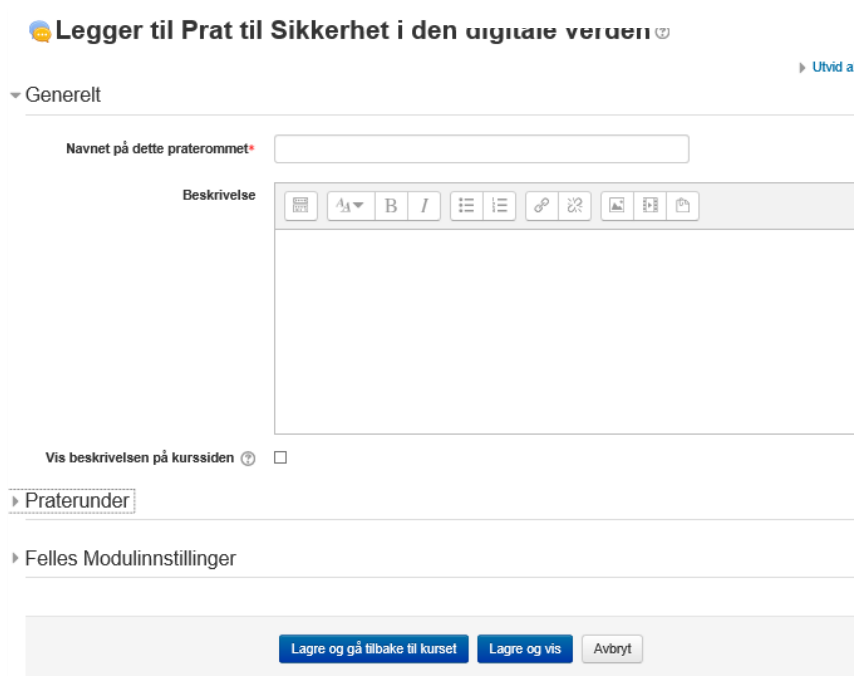 Legger til Prat til Sikkerhet i den digitale verden
Utvid a
Generelt
Navnet på dette praterommet*
Beskrivelse
Vis beskrivelsen på kurssiden
Praterunder
Felles Modulinnstillinger
Lagre og gå tilbake til kurset
Lagre og vis
Avbryt